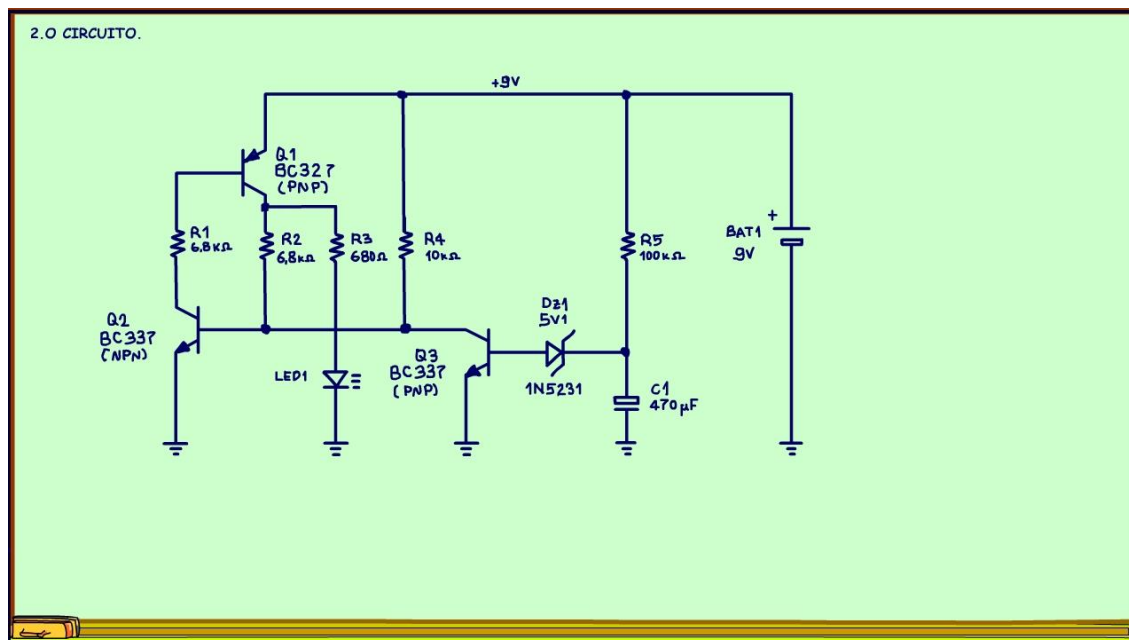 2.O CIRCUITO.
+9V
Q1
BC327
(PNP)
R1
6,8kΩ
R2
6,8kΩ
R3
680Ω
R4
10kΩ
R5
100kΩ
+
BAT1
9V
Q2
BC337
(NPN)
Dz1
5V1
1N5231
Q3
BC337
(PNP)
LED1
C1
470µF